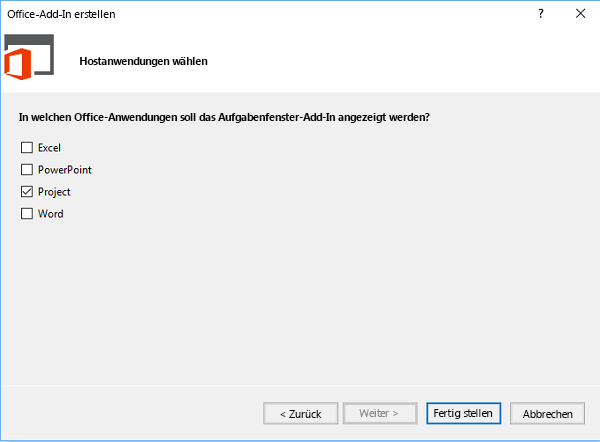 Office-Add-In erstellen
?
Hostanwendungen wählen
In welchen Office-Anwendungen soll das Aufgabenfenster-Add-In angezeigt werden?
Excel
PowerPoint
Project
Word
< Zurück
Weiter >
Fertig stellen
Abbrechen